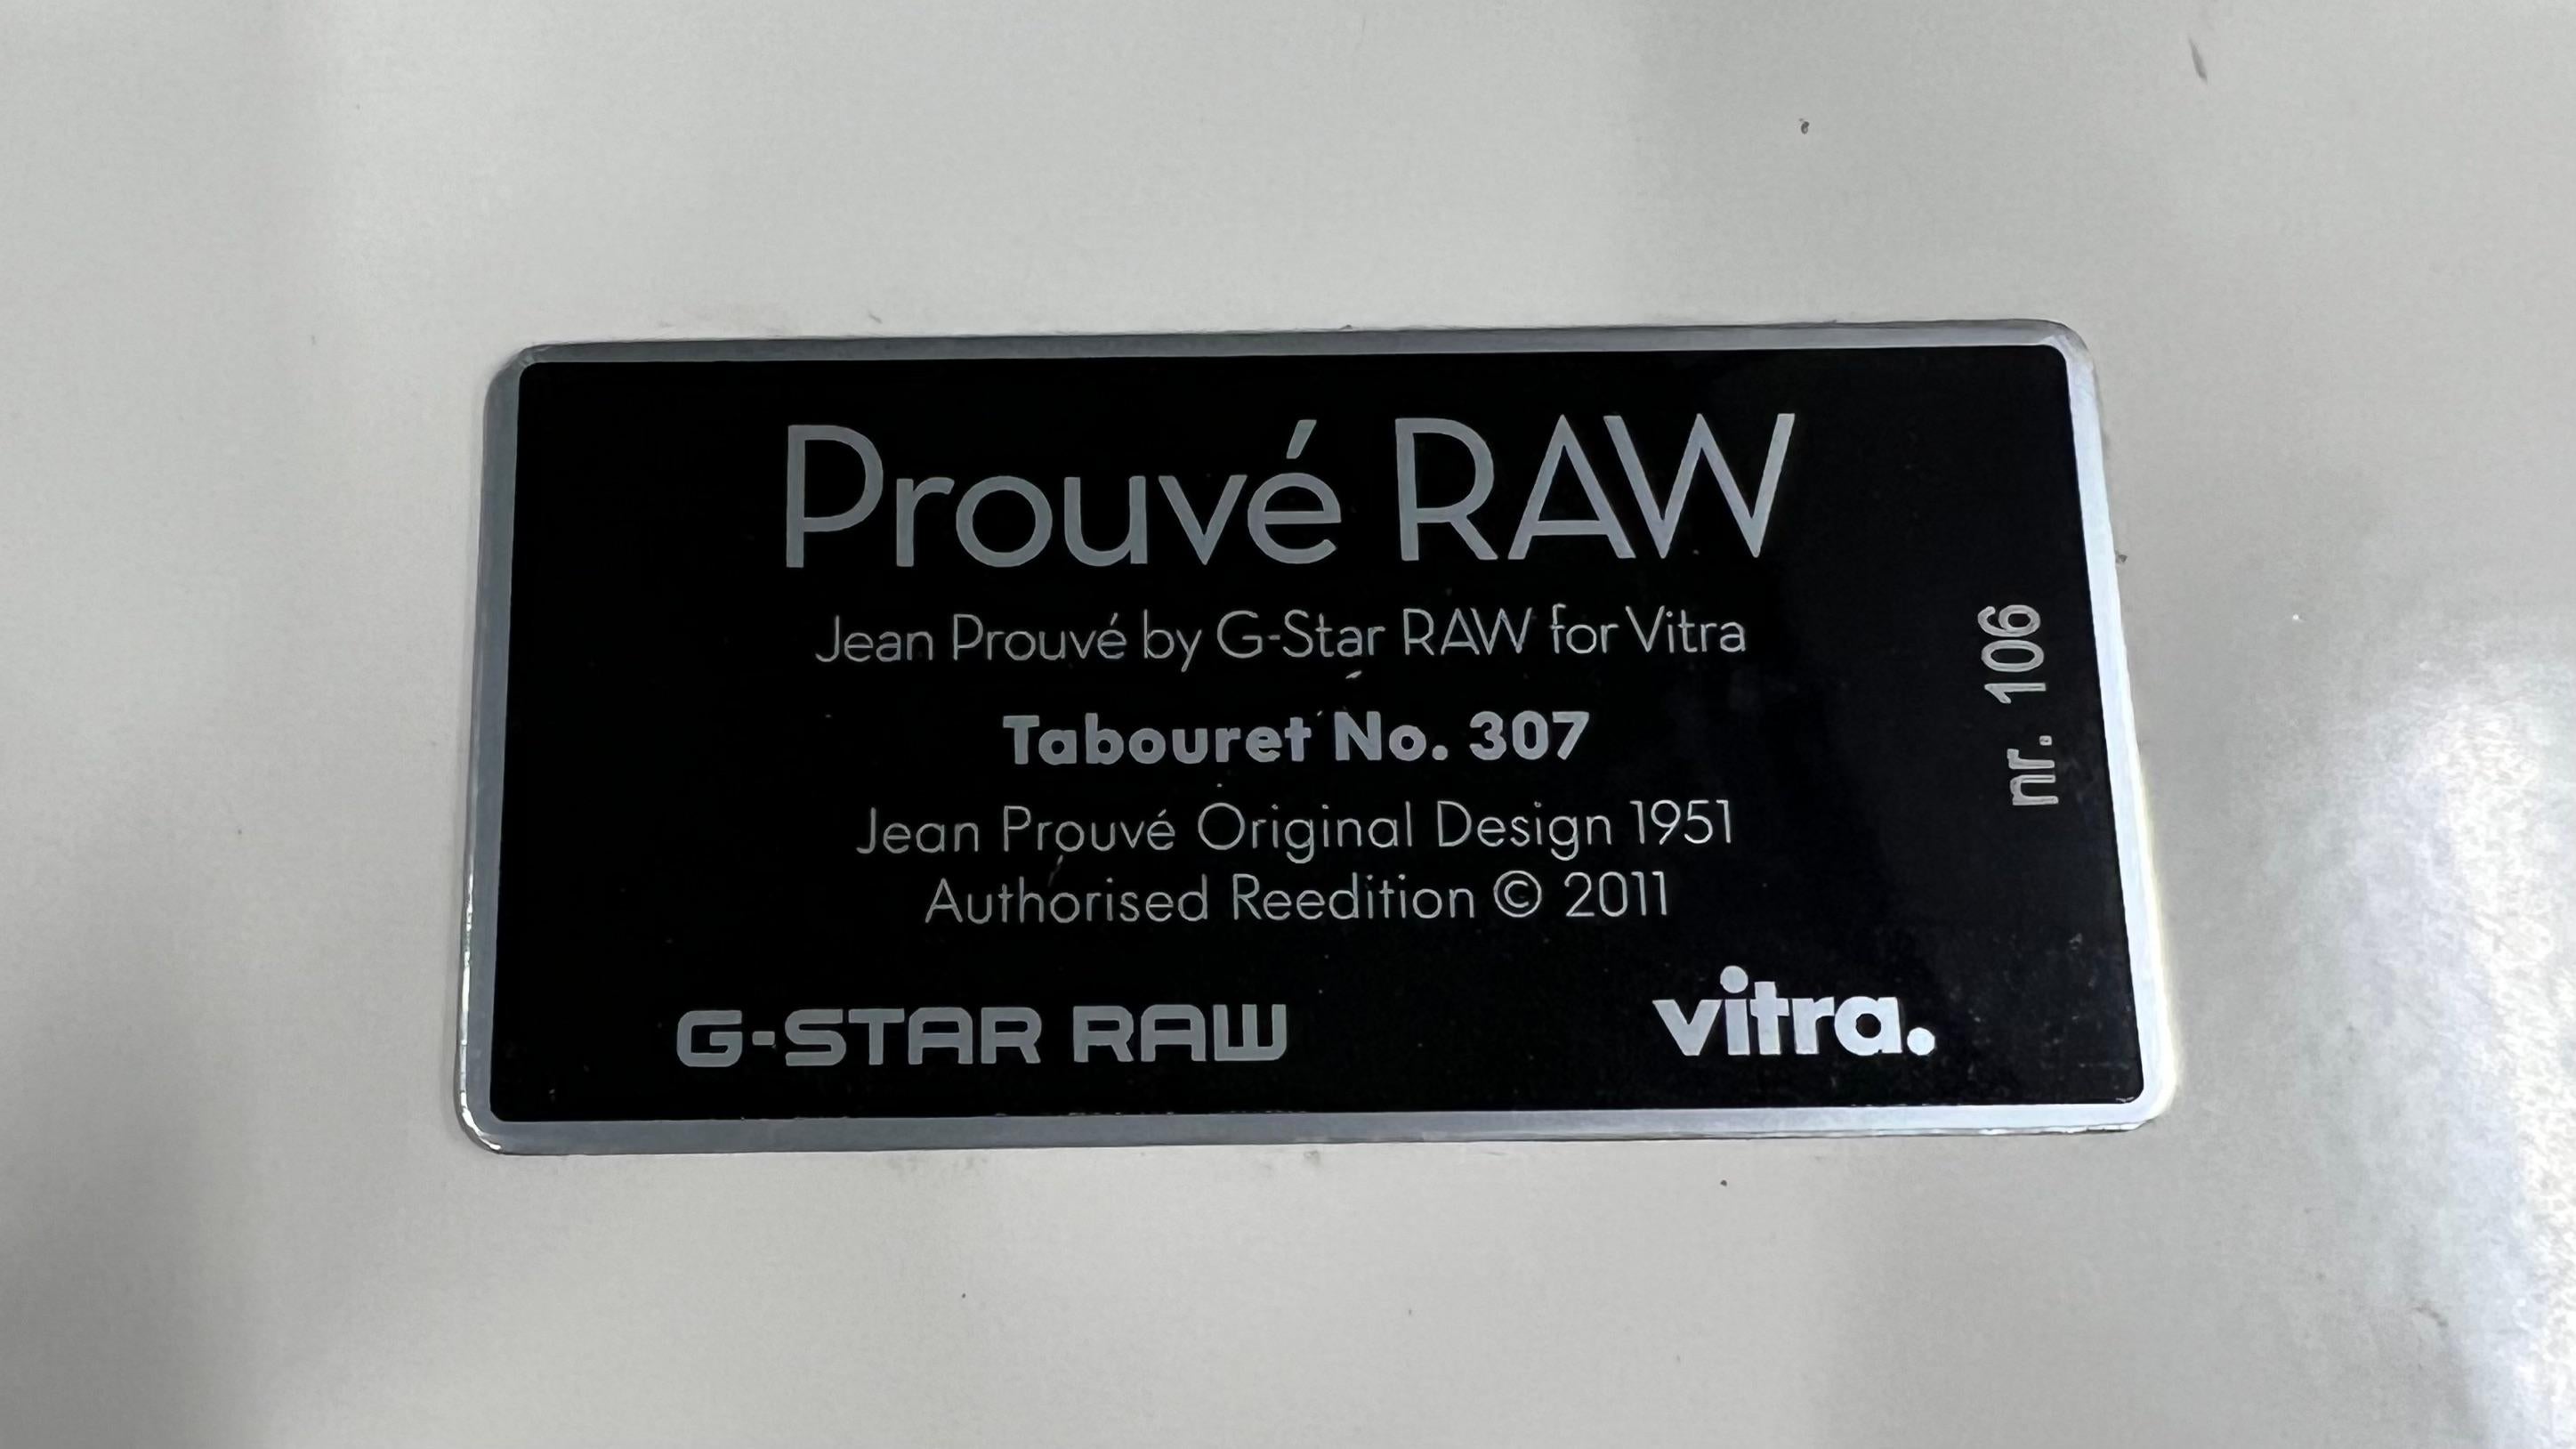 Prouvé RAW
Jean Prouvé by G-Star RAW for Vitra
Tabouret No. 307
Jean Prouvé Original Design 1951
Authorised Reedition © 2011
G-STAR RAW
vitra.
nr. 106